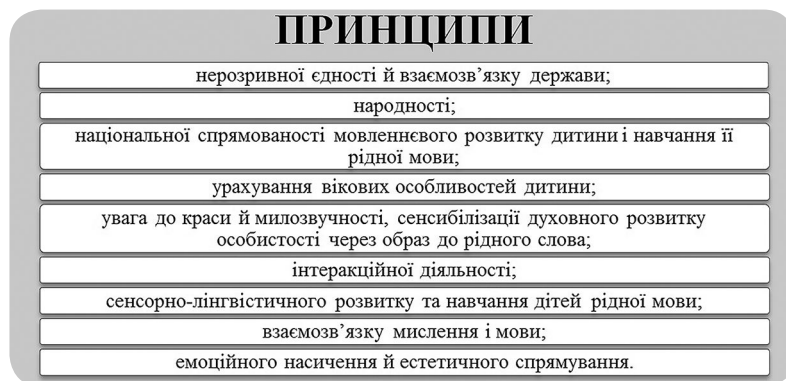 ПРИНЦИПИ
нерозривної єдності й взаємозв’язку держави;
народності;
національної спрямованості мовленнєвого розвитку дитини і навчання її
рідної мови;
урахування вікових особливостей дитини;
увага до краси й милозвучності, сенсибілізації духовного розвитку
особистості через образ до рідного слова;
інтеракційної діяльності;
сенсорно-лінгвістичного розвитку та навчання дітей рідної мови;
взаємозв’язку мислення і мови;
емоційного насичення й естетичного спрямування.